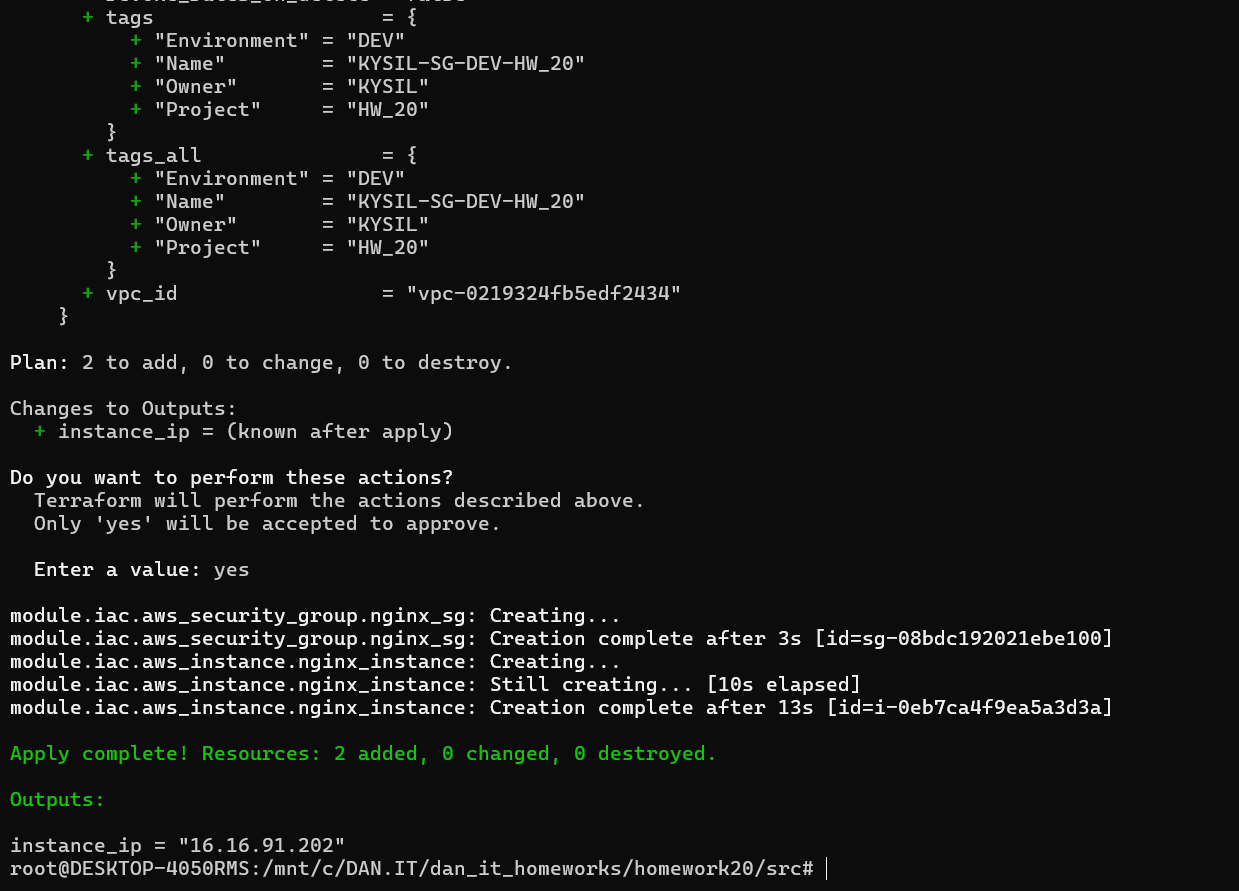 + tags = {
+ "Environment" = "DEV"
+ "Name" = "KYSIL-SG-DEV-HW_20"
+ "Owner" = "KYSIL"
+ "Project" = "HW_20"
}
+ tags_all = {
+ "Environment" = "DEV"
+ "Name" = "KYSIL-SG-DEV-HW_20"
+ "Owner" = "KYSIL"
+ "Project" = "HW_20"
}
+ vpc_id = "vpc-0219324fb5edf2434"
}
Plan: 2 to add, 0 to change, 0 to destroy.
Changes to Outputs:
+ instance_ip = (known after apply)
Do you want to perform these actions?
Terraform will perform the actions described above.
Only 'yes' will be accepted to approve.
Enter a value: yes
module.iac.aws_security_group.nginx_sg: Creating...
module.iac.aws_security_group.nginx_sg: Creation complete after 3s [id=sg-08bdc192021ebe100]
module.iac.aws_instance.nginx_instance: Creating...
module.iac.aws_instance.nginx_instance: Still creating... [10s elapsed]
module.iac.aws_instance.nginx_instance: Creation complete after 13s [id=i-0eb7ca4f9ea5a3d3a]
Apply complete! Resources: 2 added, 0 changed, 0 destroyed.
Outputs:
instance_ip = "16.16.91.202"
root@DESKTOP-4050RMS:/mnt/c/DAN.IT/dan_it_homeworks/homework20/src#